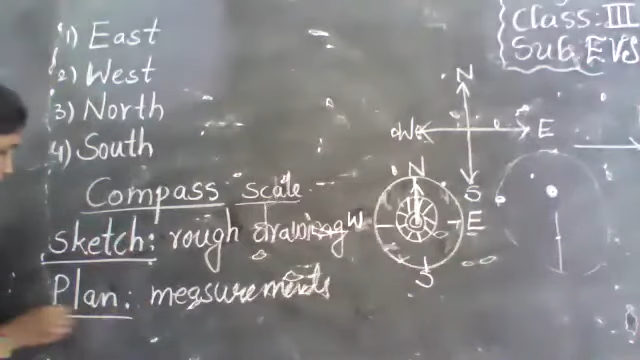 Class: III
Sub EVS
1) East
2) West
3) North
4) South
Compass scale
Sketch: rough drawing
Plan: measurements
N
W
E
S
N
W
E
S